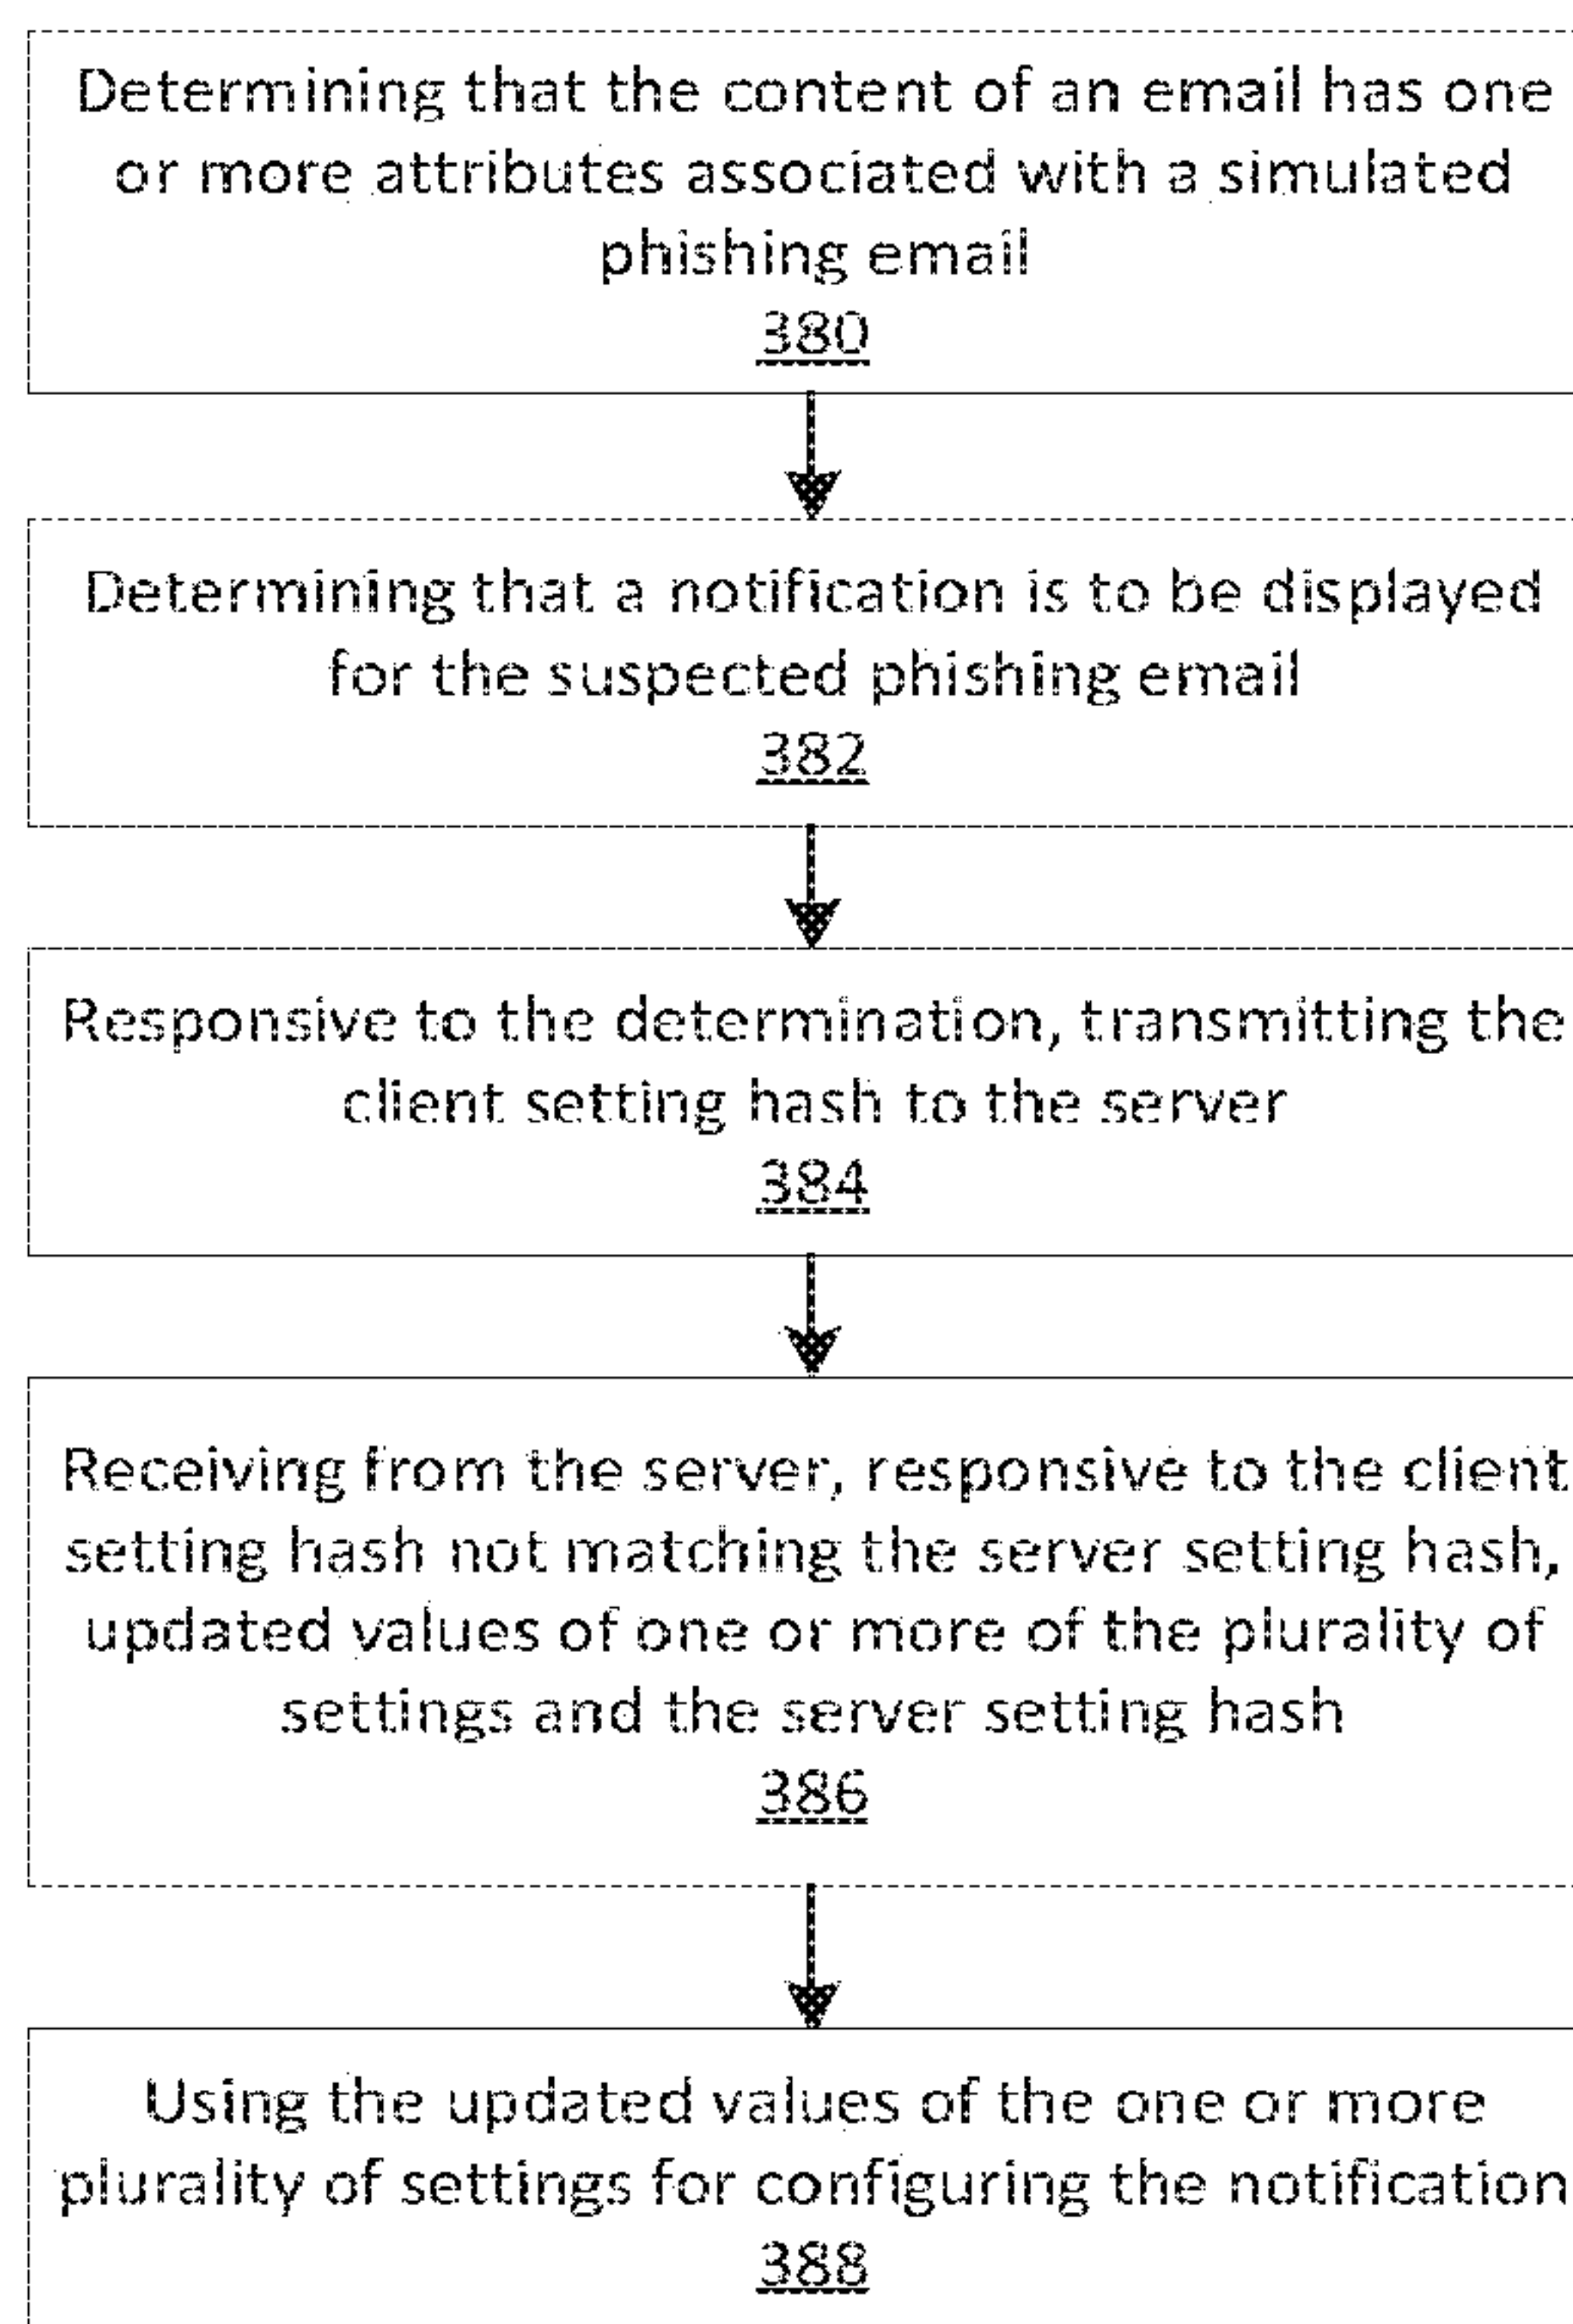 Determining that the content of an email has one
or more attributes associated with a simulated
phishing email
380
Determining that a notification is to be displayed
for the suspected phishing email
382
Responsive to the determination, transmitting the
client setting hash to the server
384
Receiving from the server, responsive to the client
setting hash not matching the server setting hash,
updated values of one or more of the plurality of
settings and the server setting hash
386
Using the updated values of the one or more
plurality of settings for configuring the notification
388